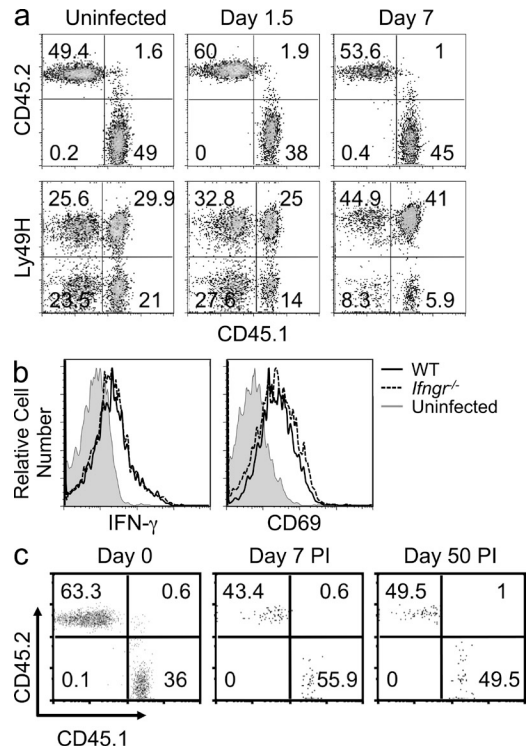 a
Uninfected Day 1.5 Day 7
49.4 1.6 60 1.9 53.6 1
CD45.2
0.2 49 0 38 0.4 45
25.6 29.9 32.8 25 44.9 41
Ly49H
23.5 21 27.6 14 8.3 5.9
CD45.1
b
WT
Ifngr-/-
Uninfected
Relative Cell
Number
IFN-γ CD69
c
Day 0 Day 7 PI Day 50 PI
63.3 0.6 43.4 0.6 49.5 1
CD45.2
0.1 36 0 55.9 0 49.5
CD45.1